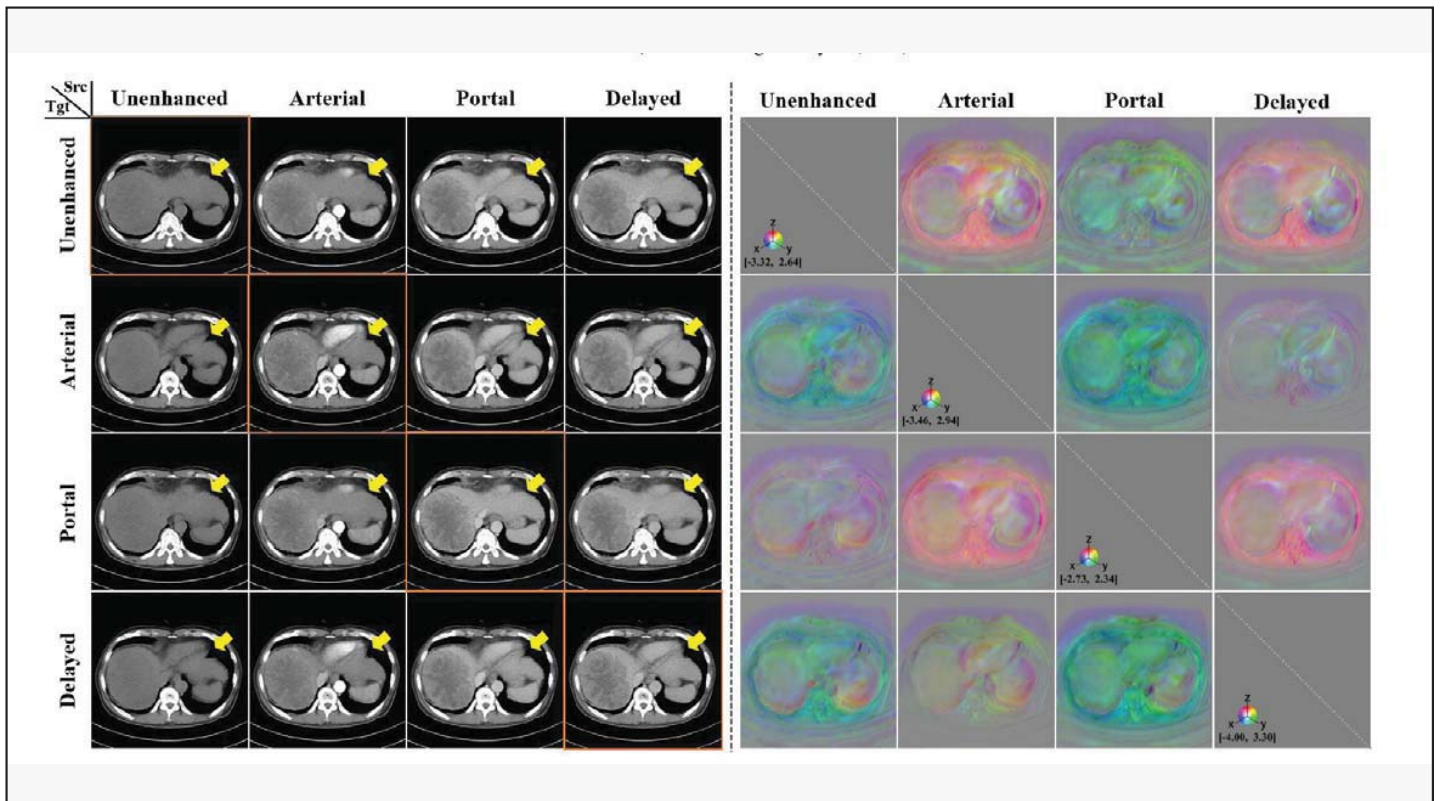 Src
Tgt
Unenhanced Arterial Portal Delayed Unenhanced Arterial Portal Delayed
Unenhanced
z
x y
[-3.32, 2.64]
Arterial
z
x y
[-3.46, 2.94]
Portal
z
x y
[-2.73, 2.34]
Delayed
z
x y
[-4.00, 3.30]